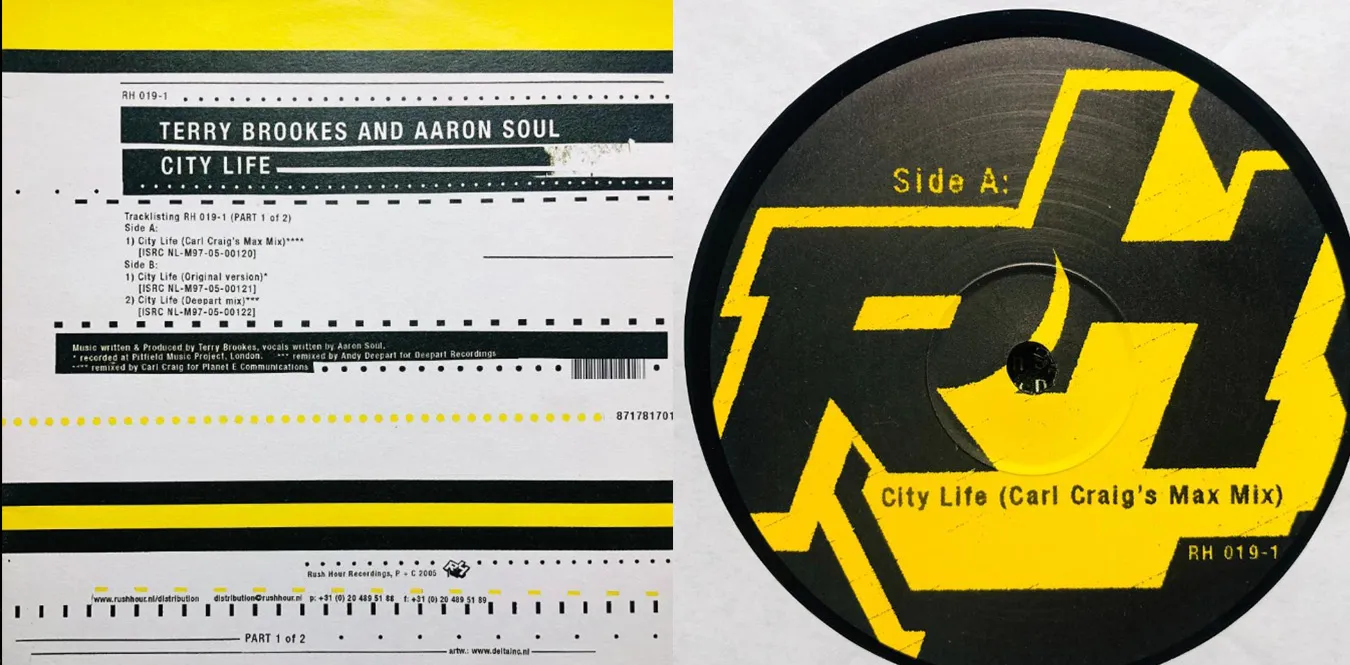 RH 019-1
TERRY BROOKES AND AARON SOUL
CITY LIFE
Tracklisting RH 019-1 (PART 1 of 2)
Side A:
1) City Life (Carl Craig's Max Mix)****
[ISRC NL-M97-05-00120]
Side B:
1) City Life (Original version)*
[ISRC NL-M97-05-00121]
2) City Life (Deepart mix)***
[ISRC NL-M97-05-00122]
Music written & Produced by Terry Brookes, vocals written by Aaron Soul.
* recorded at Pitfield Music Project, London. *** remixed by Andy Deepart for Deepart Recordings
**** remixed by Carl Craig for Planet E Communications
871781701
Rush Hour Recordings, P + C 2005
www.rushhour.nl/distribution distribution@rushhour.nl p: +31 (0) 20 489 51 88 f: +31 (0) 20 489 51 89
PART 1 of 2
artw.: www.deltainc.nl
Side A:
RH
City Life (Carl Craig's Max Mix)
RH 019-1